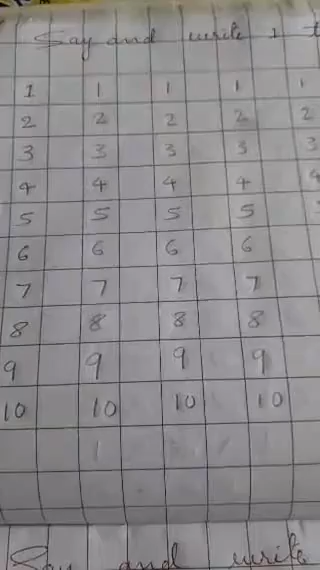 Say and write 1 t
1 1 1 1 1
2 2 2 2 2
3 3 3 3 3
4 4 4 4 4
5 5 5 5
6 6 6 6
7 7 7 7
8 8 8 8
9 9 9 9
10 10 10 10
Say and write